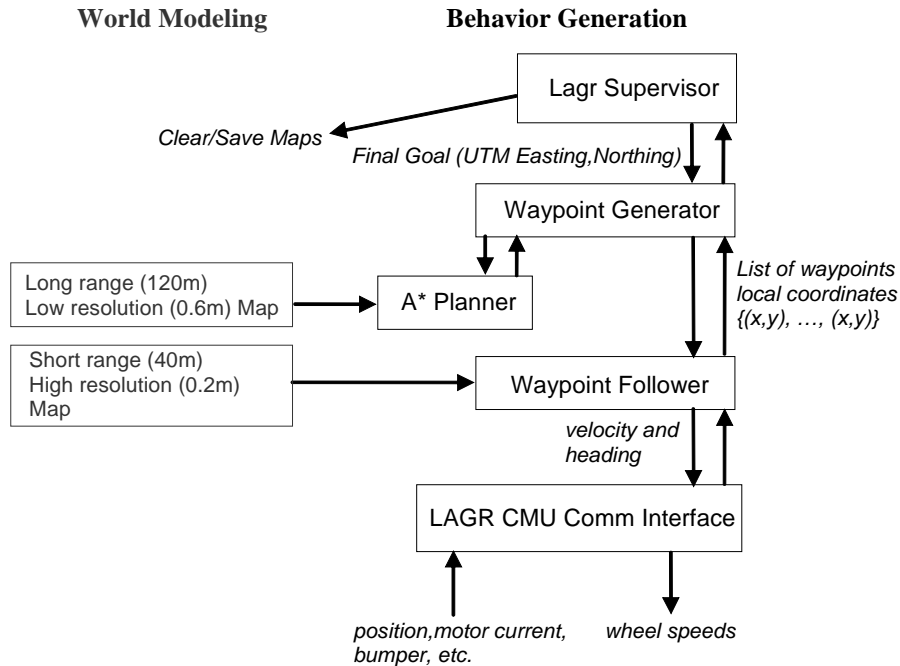 World Modeling
Behavior Generation
Lagr Supervisor
Clear/Save Maps
Final Goal (UTM Easting,Northing)
Waypoint Generator
Long range (120m)
Low resolution (0.6m) Map
A* Planner
List of waypoints
local coordinates
{(x,y), …, (x,y)}
Short range (40m)
High resolution (0.2m)
Map
Waypoint Follower
velocity and
heading
LAGR CMU Comm Interface
position,motor current,
bumper, etc.
wheel speeds